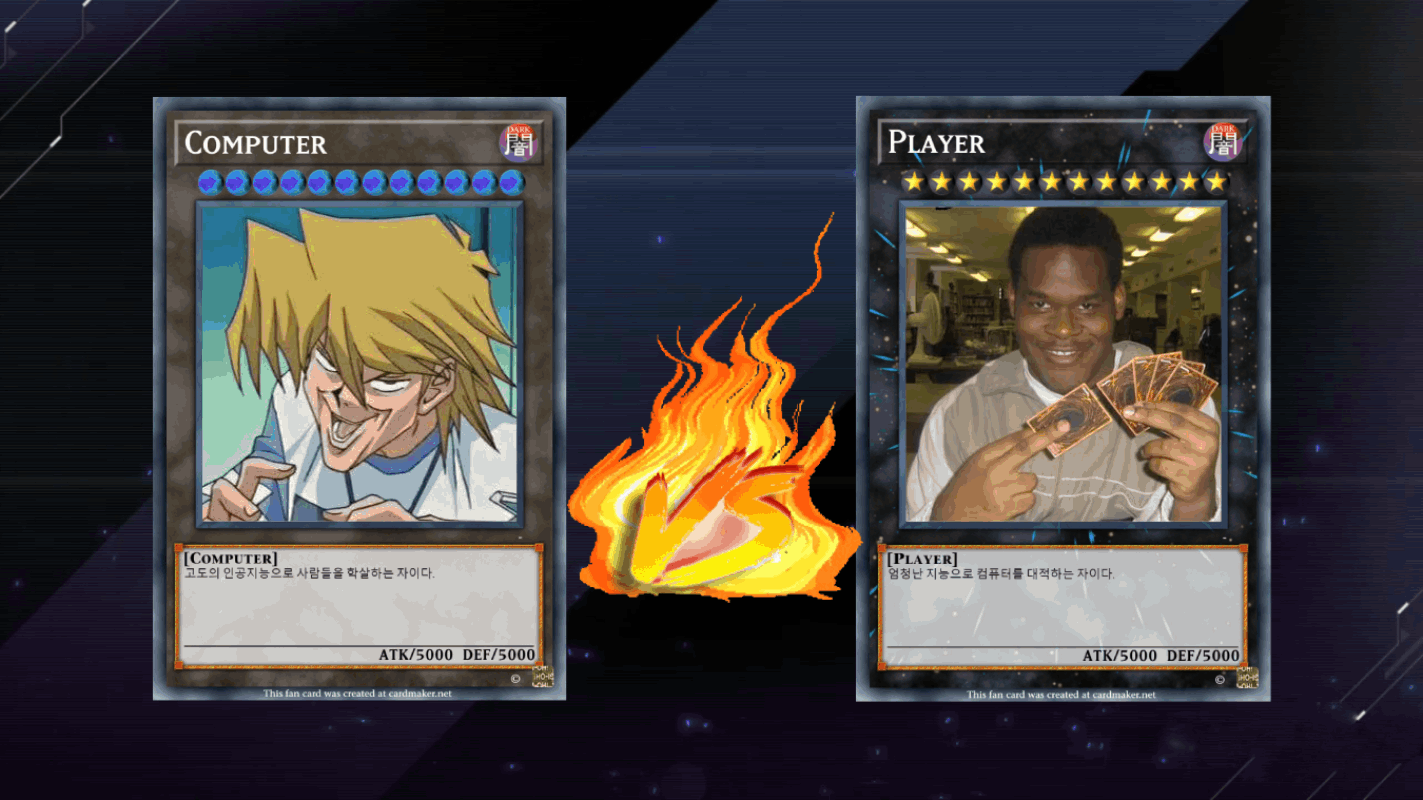 COMPUTER
DARK
闇
[COMPUTER]
고도의 인공지능으로 사람들을 학살하는 자이다.
ATK/5000 DEF/5000
©
This fan card was created at cardmaker.net
VS
PLAYER
DARK
闇
[PLAYER]
엄청난 지능으로 컴퓨터를 대적하는 자이다.
ATK/5000 DEF/5000
©
This fan card was created at cardmaker.net